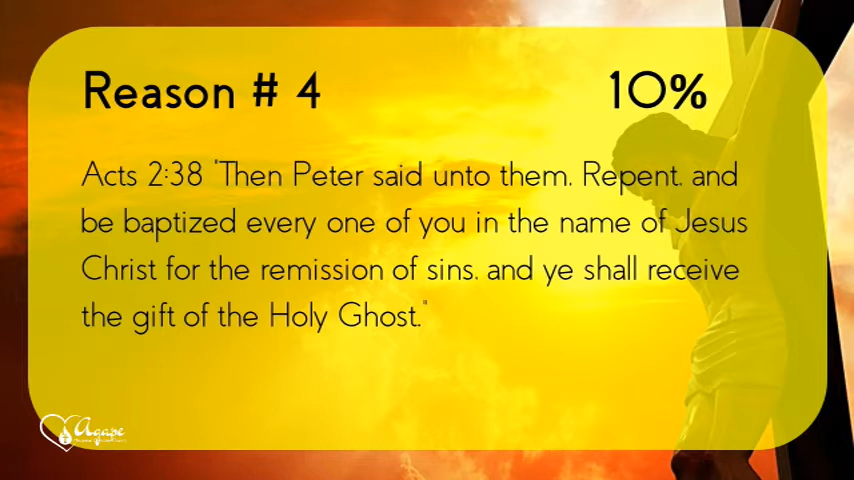 Reason # 4
10%
Acts 2:38 "Then Peter said unto them. Repent. and
be baptized every one of you in the name of Jesus
Christ for the remission of sins. and ye shall receive
the gift of the Holy Ghost."
Agape